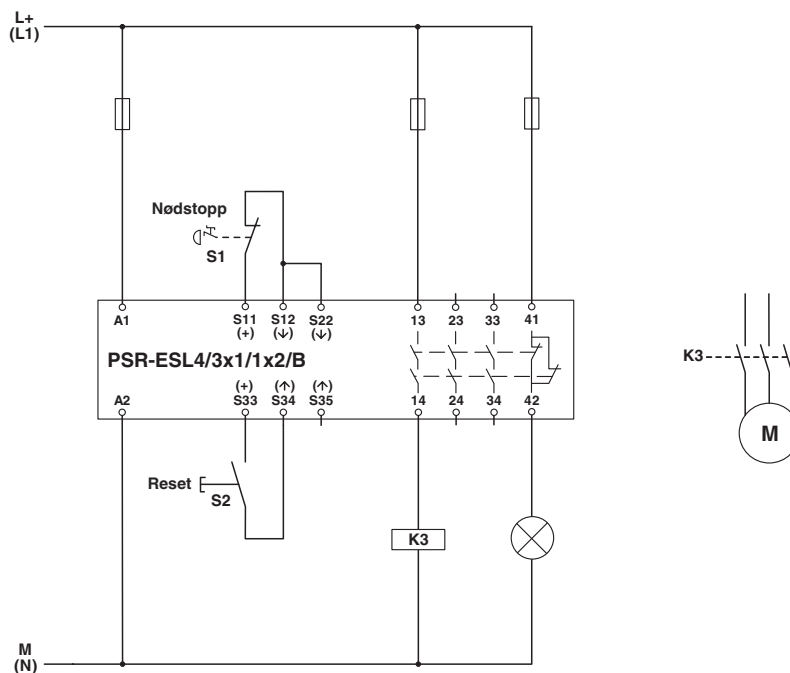 L+
(L1)
Nødstopp
S1
A1 S11 S12 S22 13 23 33 41
(+) (↓) (↓)
PSR-ESL4/3x1/1x2/B
(+) (↑) (↑)
A2 S33 S34 S35 14 24 34 42
K3
M
Reset
S2
K3
M
(N)